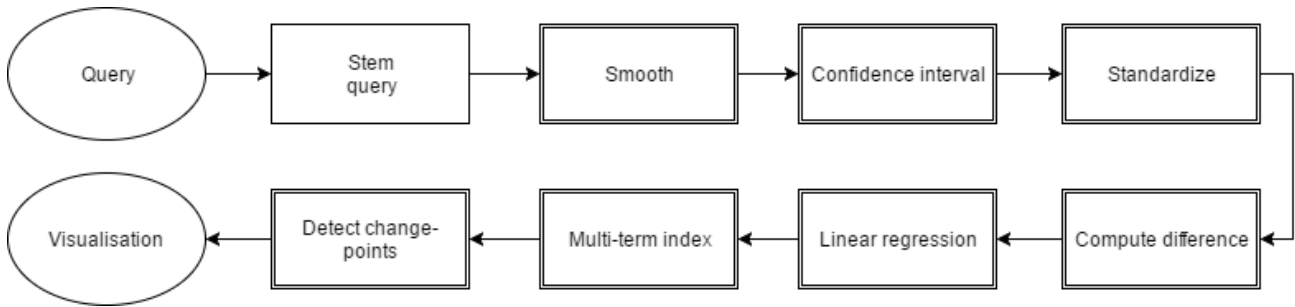 Query
Stem
query
Smooth
Confidence interval
Standardize
Compute difference
Linear regression
Multi-term index
Detect change-
points
Visualisation